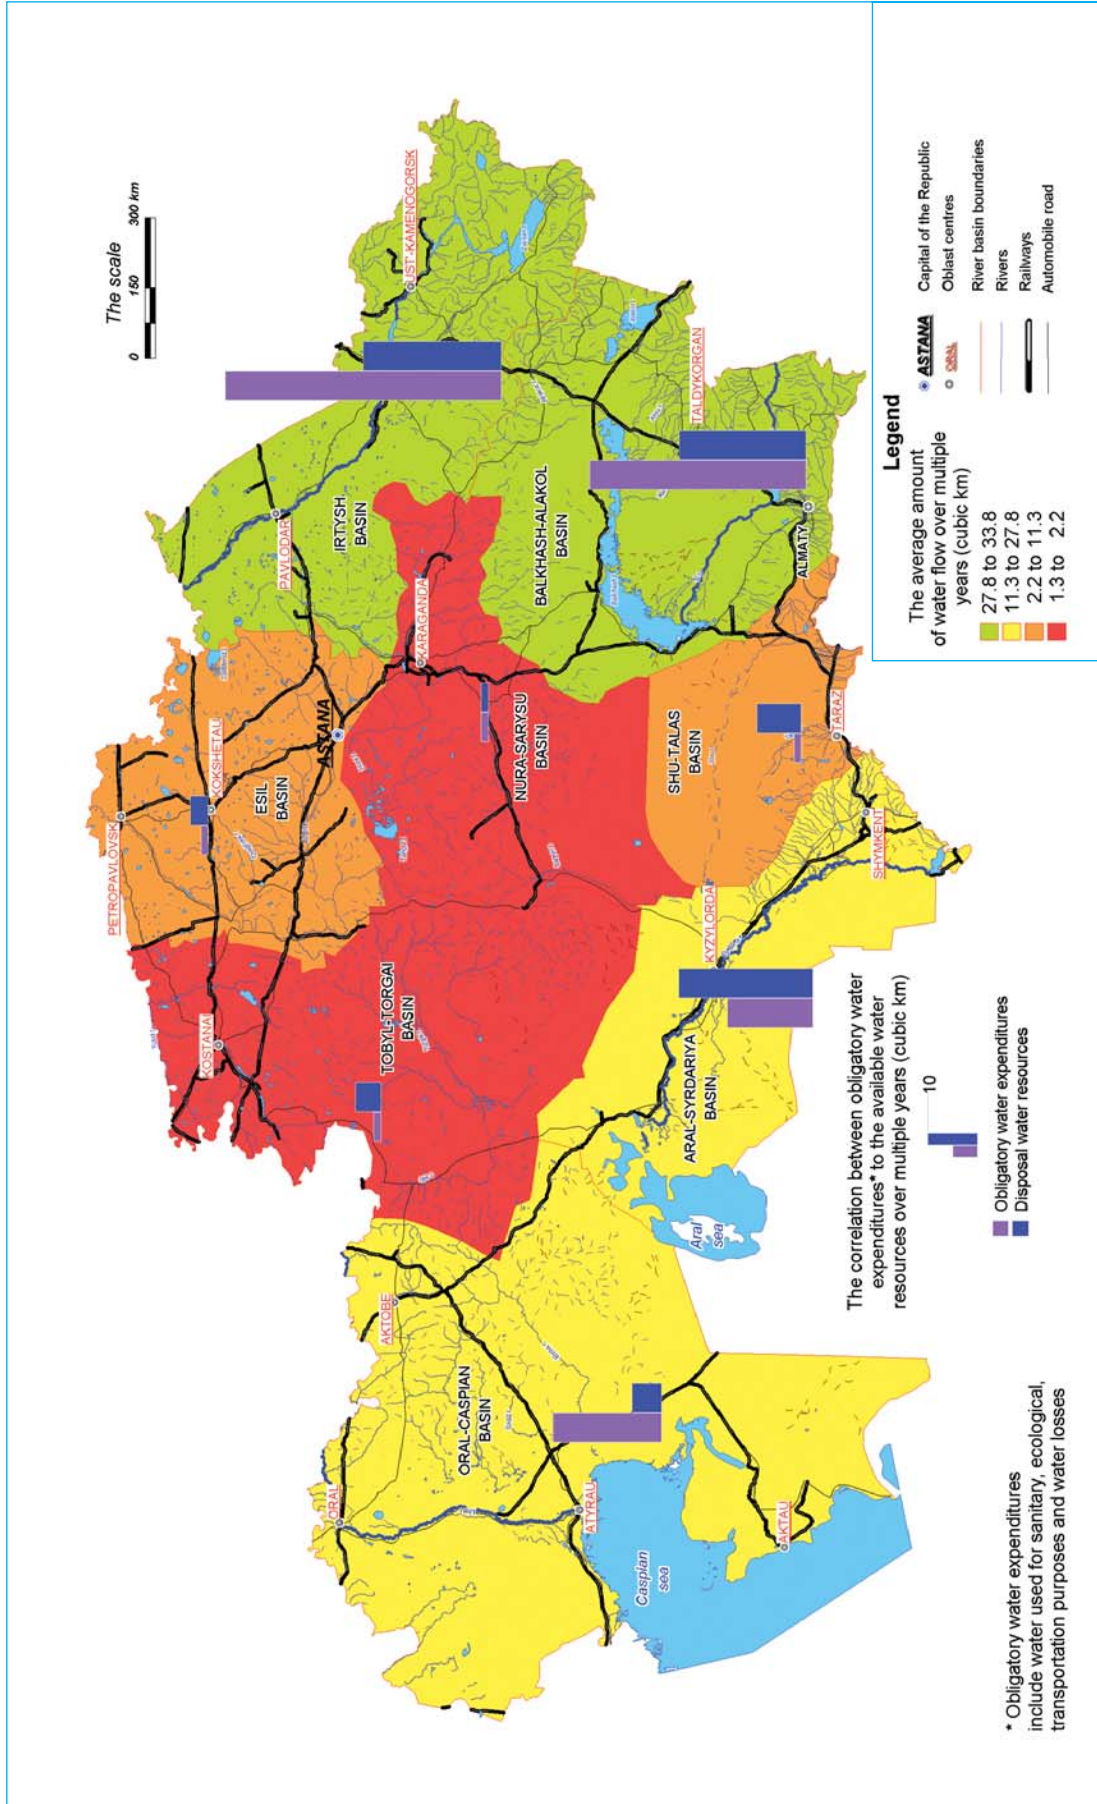 The scale
0 150 300 km
PETROPAVLOVSK
KOKSHETAU
ESIL
BASIN
ASTANA
KOSTANAI
PAVLODAR
IRTYSH
BASIN
UST'-KAMENOGORSK
KARAGANDA
TOBYL-TORGAI
BASIN
NURA-SARYSU
BASIN
BALKHASH-ALAKOL
BASIN
TALDYKORGAN
ORAL
AKTOBE
ORAL-CASPIAN
BASIN
ATYRAU
Caspian
sea
AKTAU
Aral
sea
ARAL-SYRDARIYA
BASIN
KYZYLORDA
SHU-TALAS
BASIN
TARAZ
SHYMKENT
ALMATY
* Obligatory water expenditures
include water used for sanitary, ecological,
transportation purposes and water losses
The correlation between obligatory water
expenditures* to the available water
resources over multiple years (cubic km)
10
Obligatory water expenditures
Disposal water resources
Legend
The average amount
of water flow over multiple
years (cubic km)
27.8 to 33.8
11.3 to 27.8
2.2 to 11.3
1.3 to 2.2
ASTANA Capital of the Republic
ORAL Oblast centres
River basin boundaries
Rivers
Railways
Automobile road